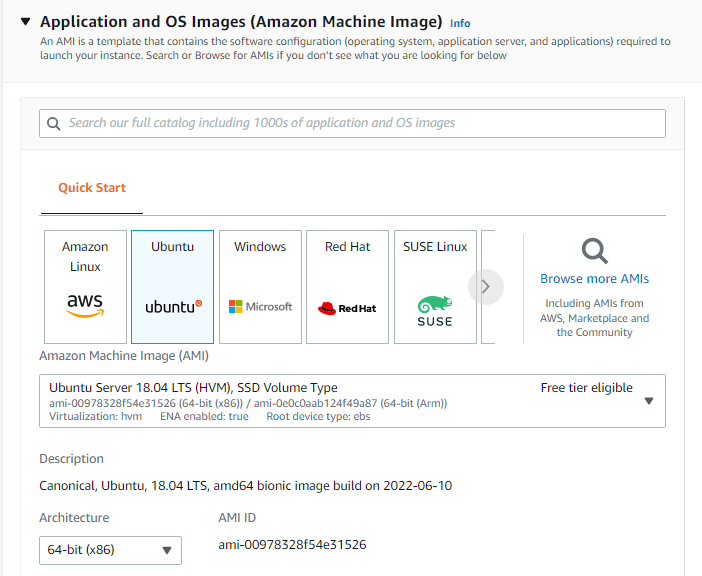 Application and OS Images (Amazon Machine Image) Info
An AMI is a template that contains the software configuration (operating system, application server, and applications) required to
launch your instance. Search or Browse for AMIs if you don't see what you are looking for below
Search our full catalog including 1000s of application and OS images
Quick Start
Amazon
Linux
aws
Ubuntu
ubuntu
Windows
Microsoft
Red Hat
RedHat
SUSE Linux
SUSE
Browse more AMIs
Including AMIs from
AWS, Marketplace and
the Community
Amazon Machine Image (AMI)
Ubuntu Server 18.04 LTS (HVM), SSD Volume Type
Free tier eligible
ami-00978328f54e31526 (64-bit (x86)) / ami-0e0c0aab124f49a87 (64-bit (Arm))
Virtualization: hvm ENA enabled: true Root device type: ebs
Description
Canonical, Ubuntu, 18.04 LTS, amd64 bionic image build on 2022-06-10
Architecture
AMI ID
64-bit (x86)
ami-00978328f54e31526